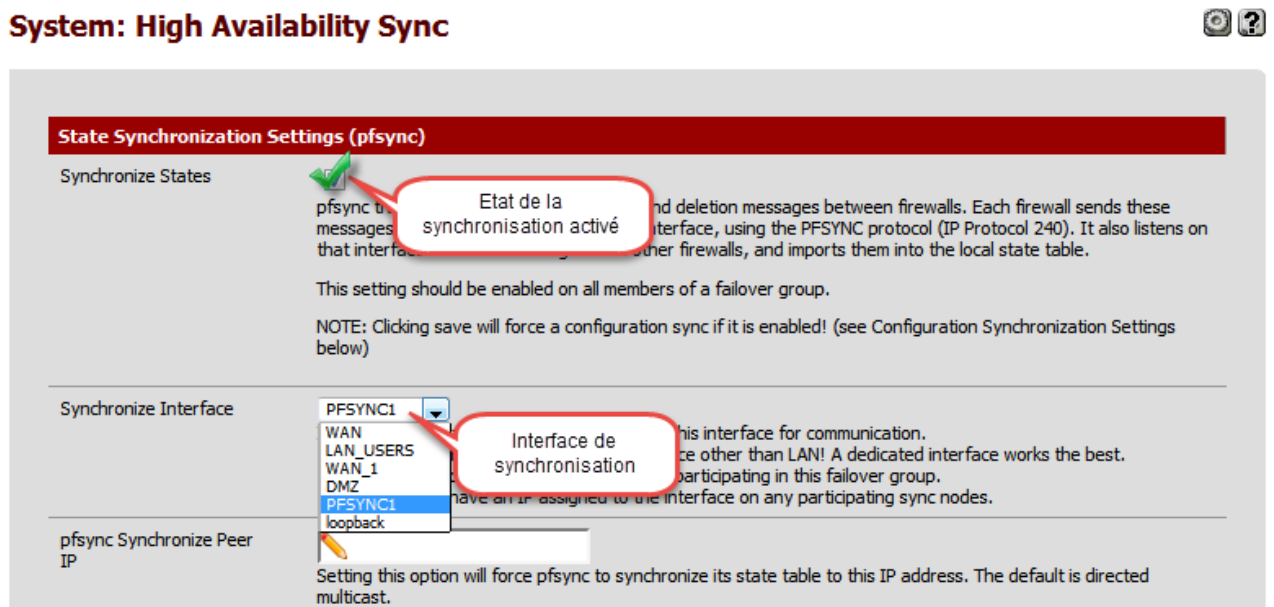 System: High Availability Sync
State Synchronization Settings (pfsync)
Synchronize States
Etat de la
synchronisation activé
pfsync nd deletion messages between firewalls. Each firewall sends these
messages terface, using the PFSYNC protocol (IP Protocol 240). It also listens on
that other firewalls, and imports them into the local state table.
This setting should be enabled on all members of a failover group.
NOTE: Clicking save will force a configuration sync if it is enabled! (see Configuration Synchronization Settings
below)
Synchronize Interface
PFSYNC1
WAN
LAN_USERS
WAN_1
DMZ
PFSYNC1
loopback
Interface de
synchronisation
his interface for communication.
ce other than LAN! A dedicated interface works the best.
participating in this failover group.
have an IP assigned to the interface on any participating sync nodes.
pfsync Synchronize Peer
IP
Setting this option will force pfsync to synchronize its state table to this IP address. The default is directed
multicast.